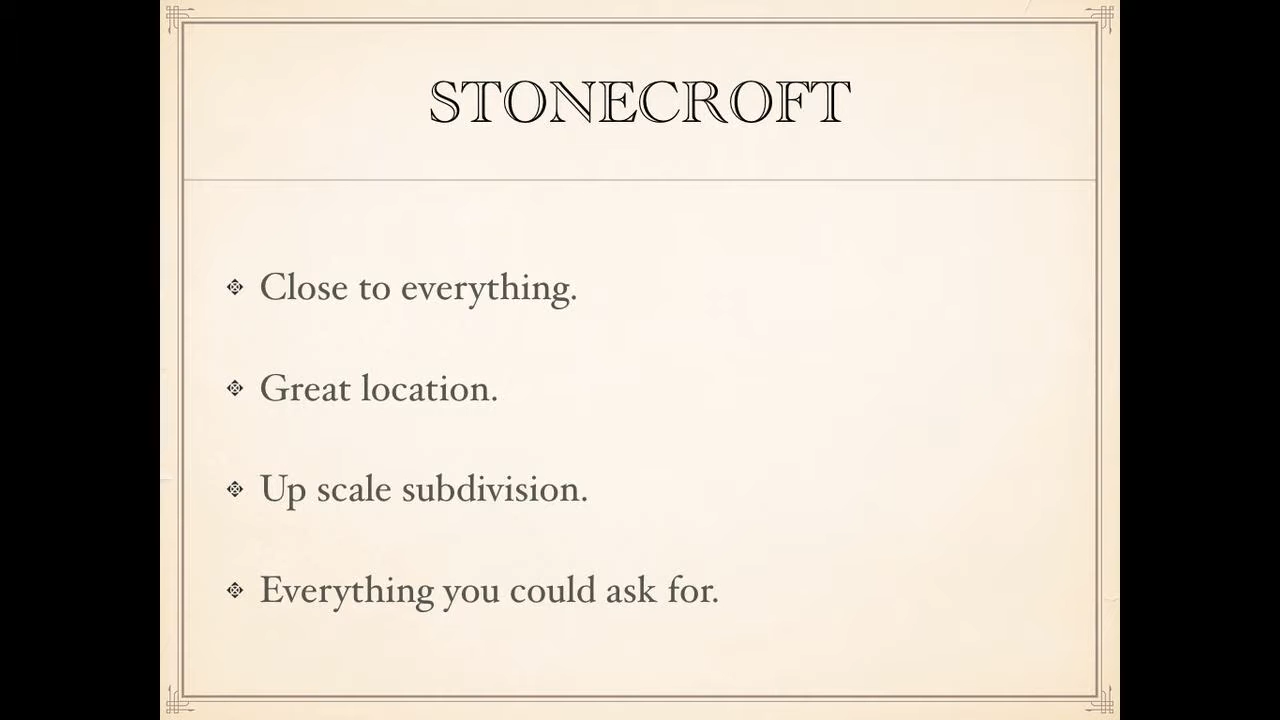 STONECROFT
Close to everything.
Great location.
Up scale subdivision.
Everything you could ask for.